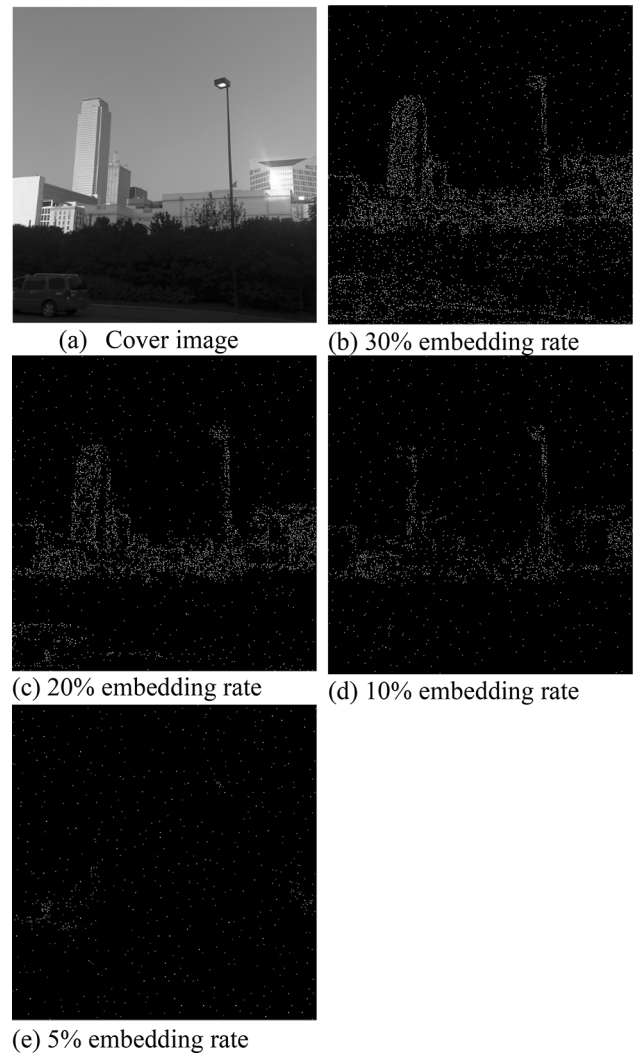 (a) Cover image
(b) 30% embedding rate
(c) 20% embedding rate
(d) 10% embedding rate
(e) 5% embedding rate